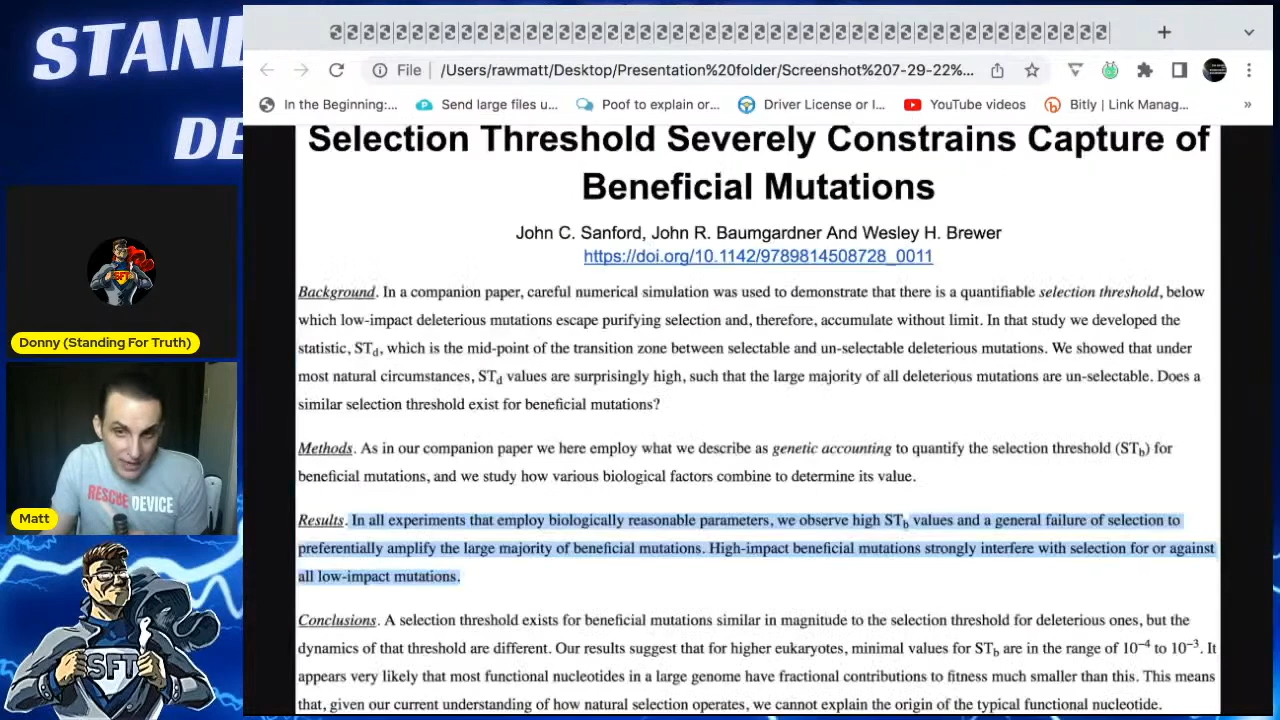 STAND
DE
File
/Users/rawmatt/Desktop/Presentation%20folder/Screenshot%207-29-22%...
In the Beginning:...
Send large files u...
Poof to explain or...
Driver License or I...
YouTube videos
Bitly | Link Manag...
»
Selection Threshold Severely Constrains Capture of
Beneficial Mutations
John C. Sanford, John R. Baumgardner And Wesley H. Brewer
https://doi.org/10.1142/9789814508728_0011
Background. In a companion paper, careful numerical simulation was used to demonstrate that there is a quantifiable selection threshold, below
which low-impact deleterious mutations escape purifying selection and, therefore, accumulate without limit. In that study we developed the
statistic, STd, which is the mid-point of the transition zone between selectable and un-selectable deleterious mutations. We showed that under
most natural circumstances, STd values are surprisingly high, such that the large majority of all deleterious mutations are un-selectable. Does a
similar selection threshold exist for beneficial mutations?
Methods. As in our companion paper we here employ what we describe as genetic accounting to quantify the selection threshold (STb) for
beneficial mutations, and we study how various biological factors combine to determine its value.
Results. In all experiments that employ biologically reasonable parameters, we observe high STb values and a general failure of selection to
preferentially amplify the large majority of beneficial mutations. High-impact beneficial mutations strongly interfere with selection for or against
all low-impact mutations.
Conclusions. A selection threshold exists for beneficial mutations similar in magnitude to the selection threshold for deleterious ones, but the
dynamics of that threshold are different. Our results suggest that for higher eukaryotes, minimal values for STb are in the range of 10⁻⁴ to 10⁻³. It
appears very likely that most functional nucleotides in a large genome have fractional contributions to fitness much smaller than this. This means
that, given our current understanding of how natural selection operates, we cannot explain the origin of the typical functional nucleotide.
SFT
Donny (Standing For Truth)
RESCUE DEVICE
Matt
SFT